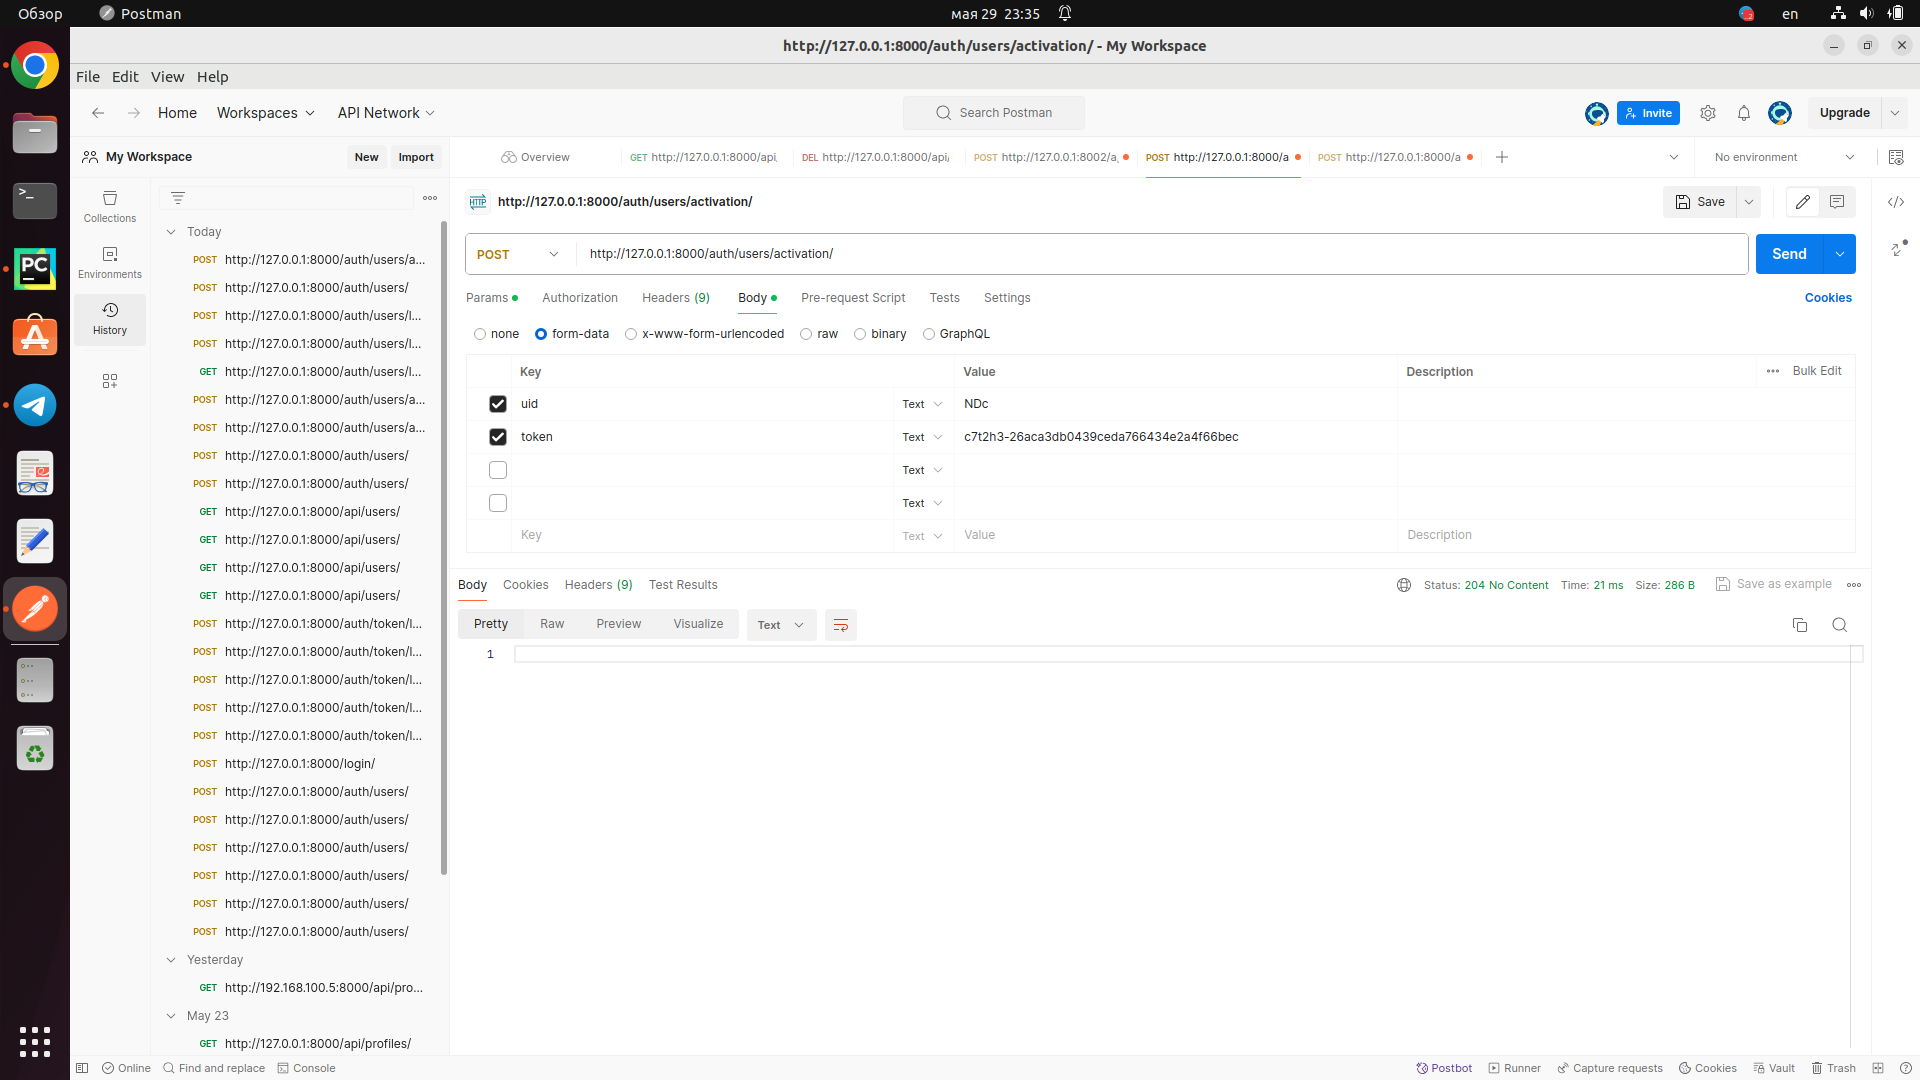 Обзор Postman мая 29 23:35 en
http://127.0.0.1:8000/auth/users/activation/ - My Workspace
File Edit View Help
Home Workspaces API Network Search Postman Invite Upgrade
My Workspace New Import Overview GET http://127.0.0.1:8000/api, DEL http://127.0.0.1:8000/api/ POST http://127.0.0.1:8002/a, POST http://127.0.0.1:8000/a POST http://127.0.0.1:8000/a No environment
Collections
Environments
History
Today
POST http://127.0.0.1:8000/auth/users/a...
POST http://127.0.0.1:8000/auth/users/
POST http://127.0.0.1:8000/auth/users/l...
POST http://127.0.0.1:8000/auth/users/l...
GET http://127.0.0.1:8000/auth/users/l...
POST http://127.0.0.1:8000/auth/users/a...
POST http://127.0.0.1:8000/auth/users/a...
POST http://127.0.0.1:8000/auth/users/
POST http://127.0.0.1:8000/auth/users/
GET http://127.0.0.1:8000/api/users/
GET http://127.0.0.1:8000/api/users/
GET http://127.0.0.1:8000/api/users/
GET http://127.0.0.1:8000/api/users/
POST http://127.0.0.1:8000/auth/token/l...
POST http://127.0.0.1:8000/auth/token/l...
POST http://127.0.0.1:8000/auth/token/l...
POST http://127.0.0.1:8000/auth/token/l...
POST http://127.0.0.1:8000/auth/token/l...
POST http://127.0.0.1:8000/login/
POST http://127.0.0.1:8000/auth/users/
POST http://127.0.0.1:8000/auth/users/
POST http://127.0.0.1:8000/auth/users/
POST http://127.0.0.1:8000/auth/users/
POST http://127.0.0.1:8000/auth/users/
POST http://127.0.0.1:8000/auth/users/
Yesterday
GET http://192.168.100.5:8000/api/pro...
May 23
GET http://127.0.0.1:8000/api/profiles/
HTTP http://127.0.0.1:8000/auth/users/activation/ Save
POST http://127.0.0.1:8000/auth/users/activation/ Send
Params Authorization Headers (9) Body Pre-request Script Tests Settings Cookies
none form-data x-www-form-urlencoded raw binary GraphQL
Key Value Description Bulk Edit
uid Text NDc
token Text c7t2h3-26aca3db0439ceda766434e2a4f66bec
Text
Text
Key Text Value Description
Body Cookies Headers (9) Test Results Status: 204 No Content Time: 21 ms Size: 286 B Save as example
Pretty Raw Preview Visualize Text
1
Online Find and replace Console Postbot Runner Capture requests Cookies Vault Trash
PC